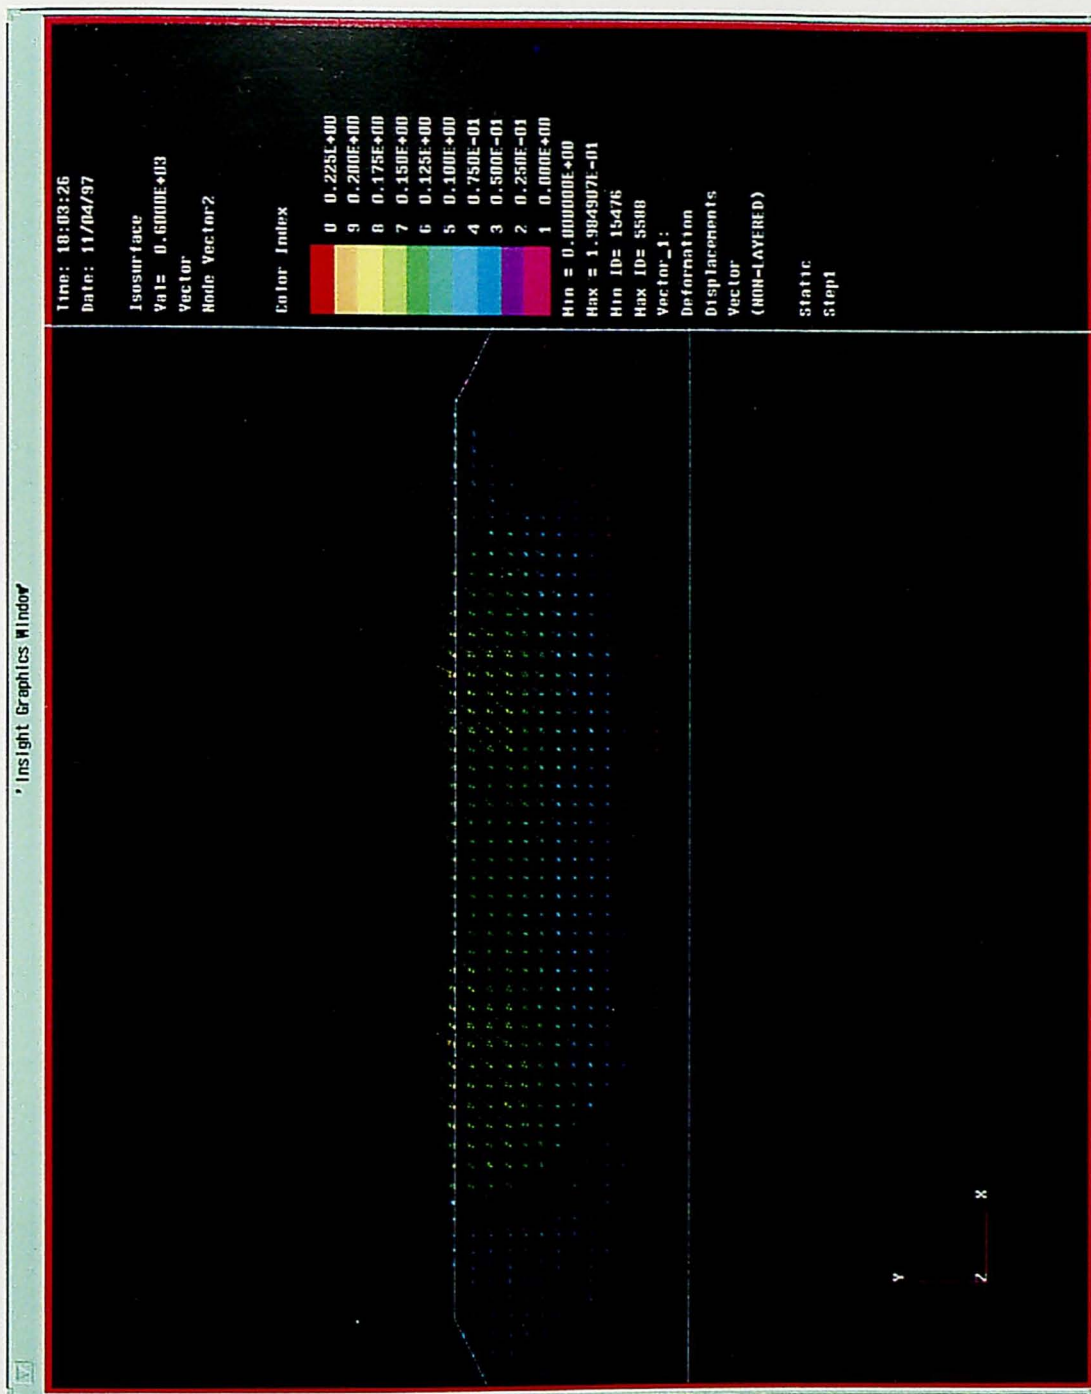 'Insight Graphics Window'
Time: 18:03:26
Date: 11/04/97
Isosurface
Val= 0.6000E+03
Vector
Node Vector2
Color Index
0 0.225E+00
9 0.200E+00
8 0.175E+00
7 0.150E+00
6 0.125E+00
5 0.100E+00
4 0.750E-01
3 0.500E-01
2 0.250E-01
1 0.000E+00
Min = 0.000000E+00
Max = 1.984907E-01
Min ID= 15476
Max ID= 5508
Vector_1:
Deformation
Displacements
Vector
(NON-LAYERED)
Static
Step1
Y
Z X